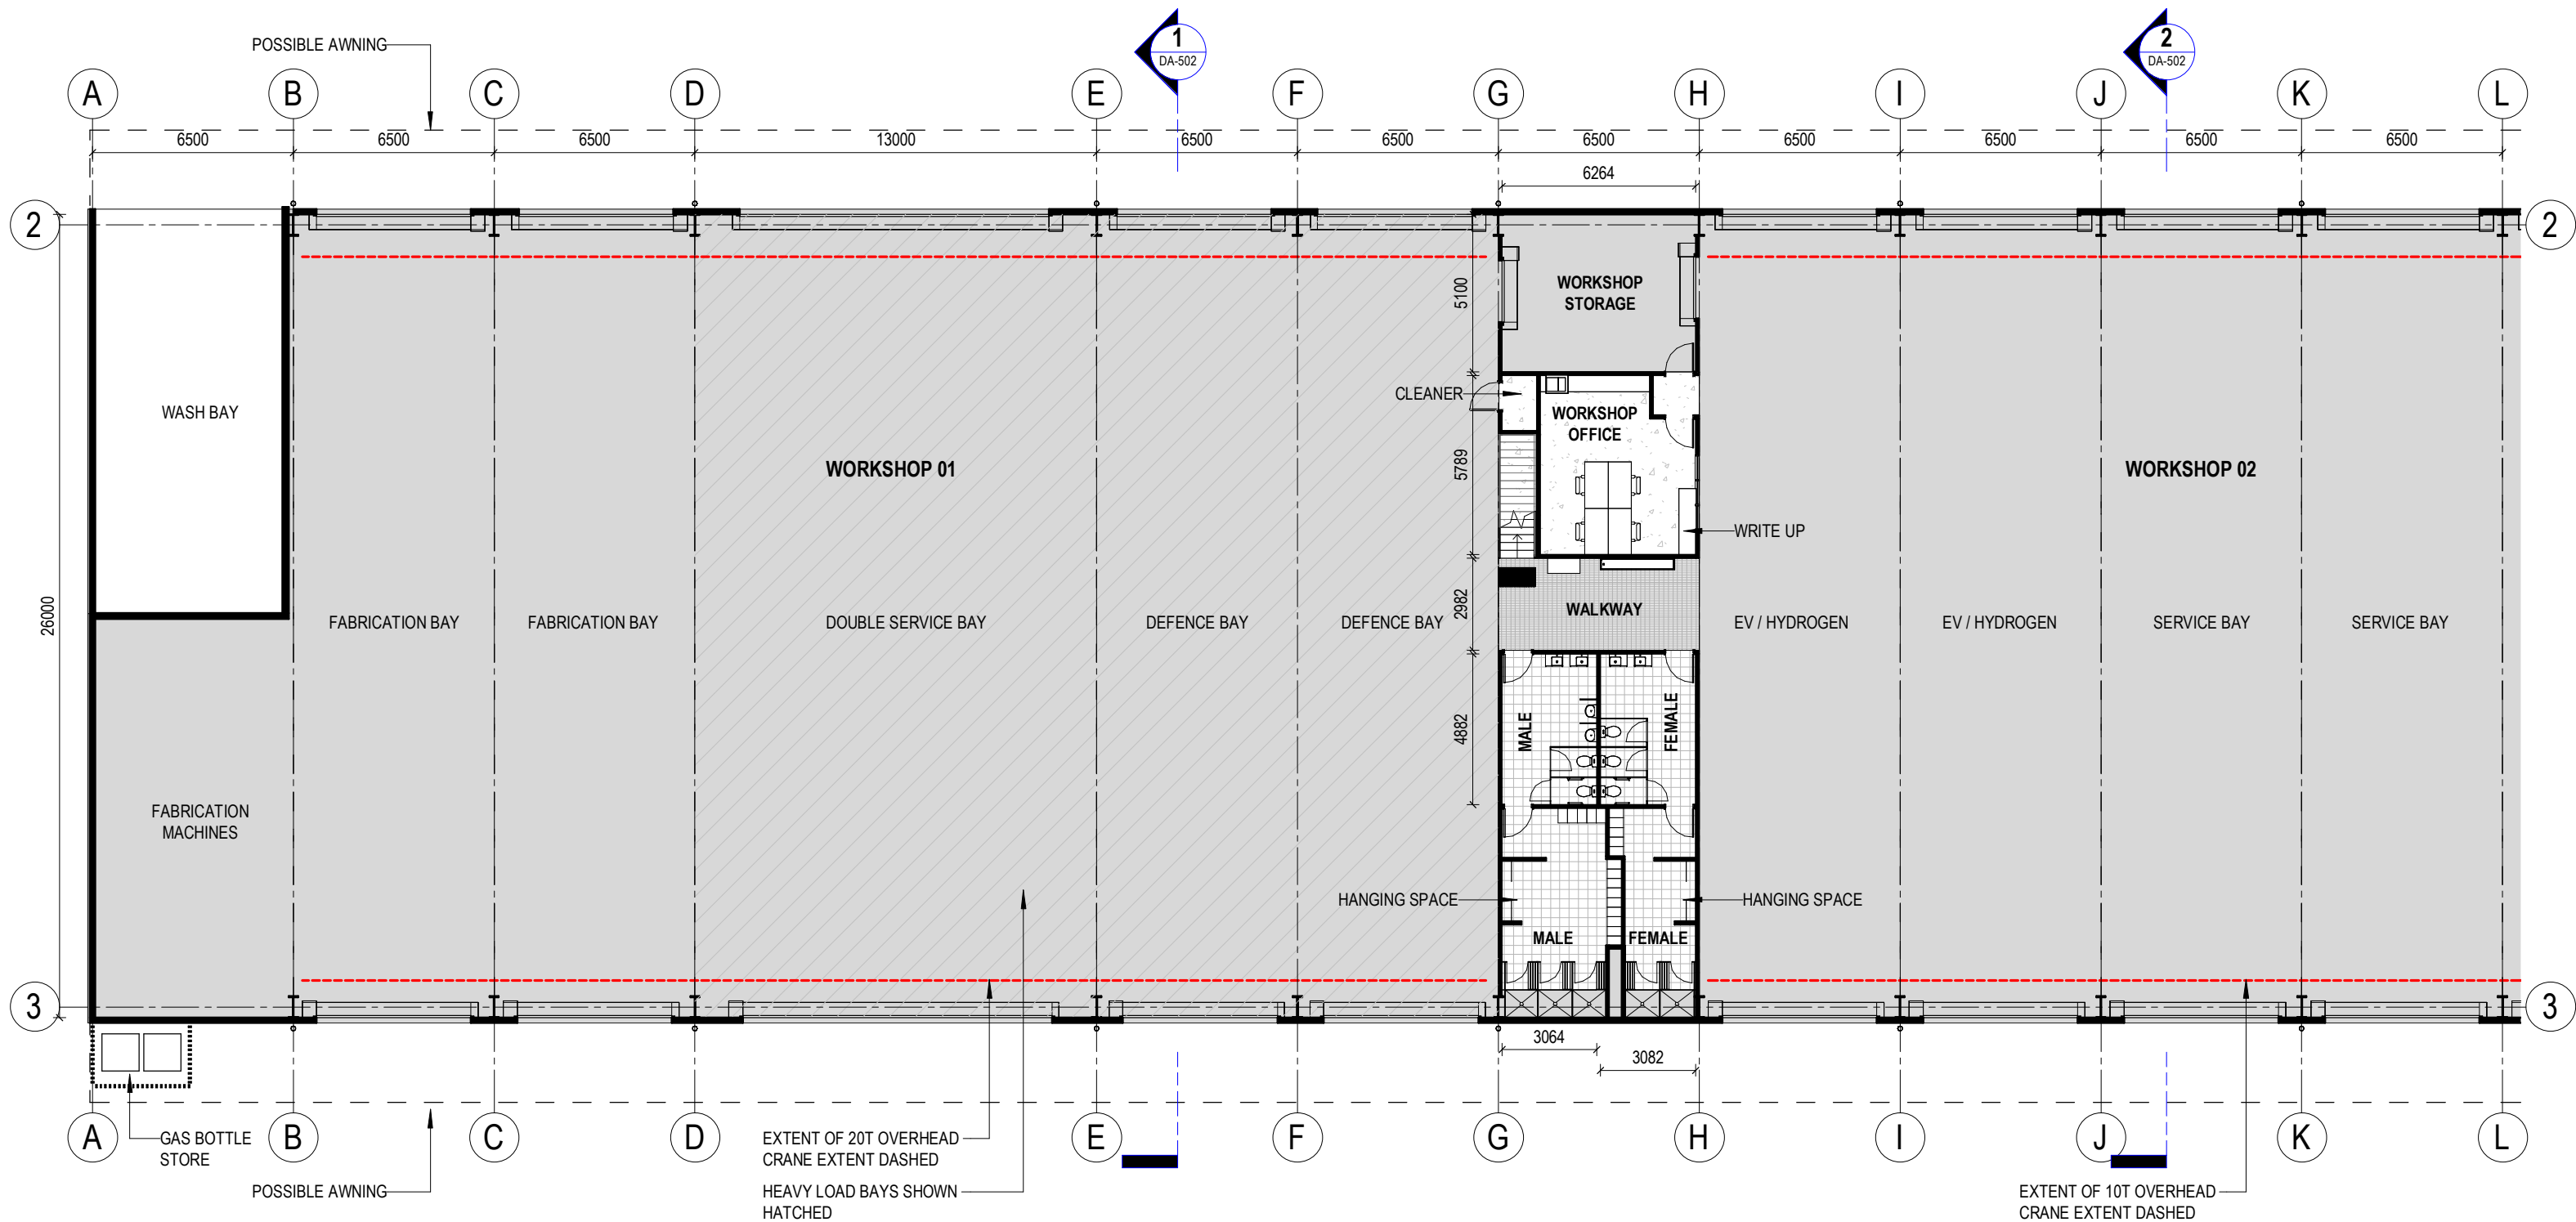 1
DA-502
2
DA-502
POSSIBLE AWNING
A
B
C
D
E
F
G
H
I
J
K
L
6500
6500
6500
13000
6500
6500
6500
6500
6500
6500
6500
6264
2
2
5100
WORKSHOP
STORAGE
CLEANER
WASH BAY
WORKSHOP
OFFICE
WORKSHOP 01
WORKSHOP 02
5789
WRITE UP
26000
2982
WALKWAY
FABRICATION BAY
FABRICATION BAY
DOUBLE SERVICE BAY
DEFENCE BAY
DEFENCE BAY
EV / HYDROGEN
EV / HYDROGEN
SERVICE BAY
SERVICE BAY
4882
MALE
FEMALE
FABRICATION
MACHINES
HANGING SPACE
HANGING SPACE
MALE
FEMALE
3
3
3064
3082
A
B
C
D
E
F
G
H
I
J
K
L
GAS BOTTLE
STORE
POSSIBLE AWNING
EXTENT OF 20T OVERHEAD
CRANE EXTENT DASHED
HEAVY LOAD BAYS SHOWN
HATCHED
EXTENT OF 10T OVERHEAD
CRANE EXTENT DASHED